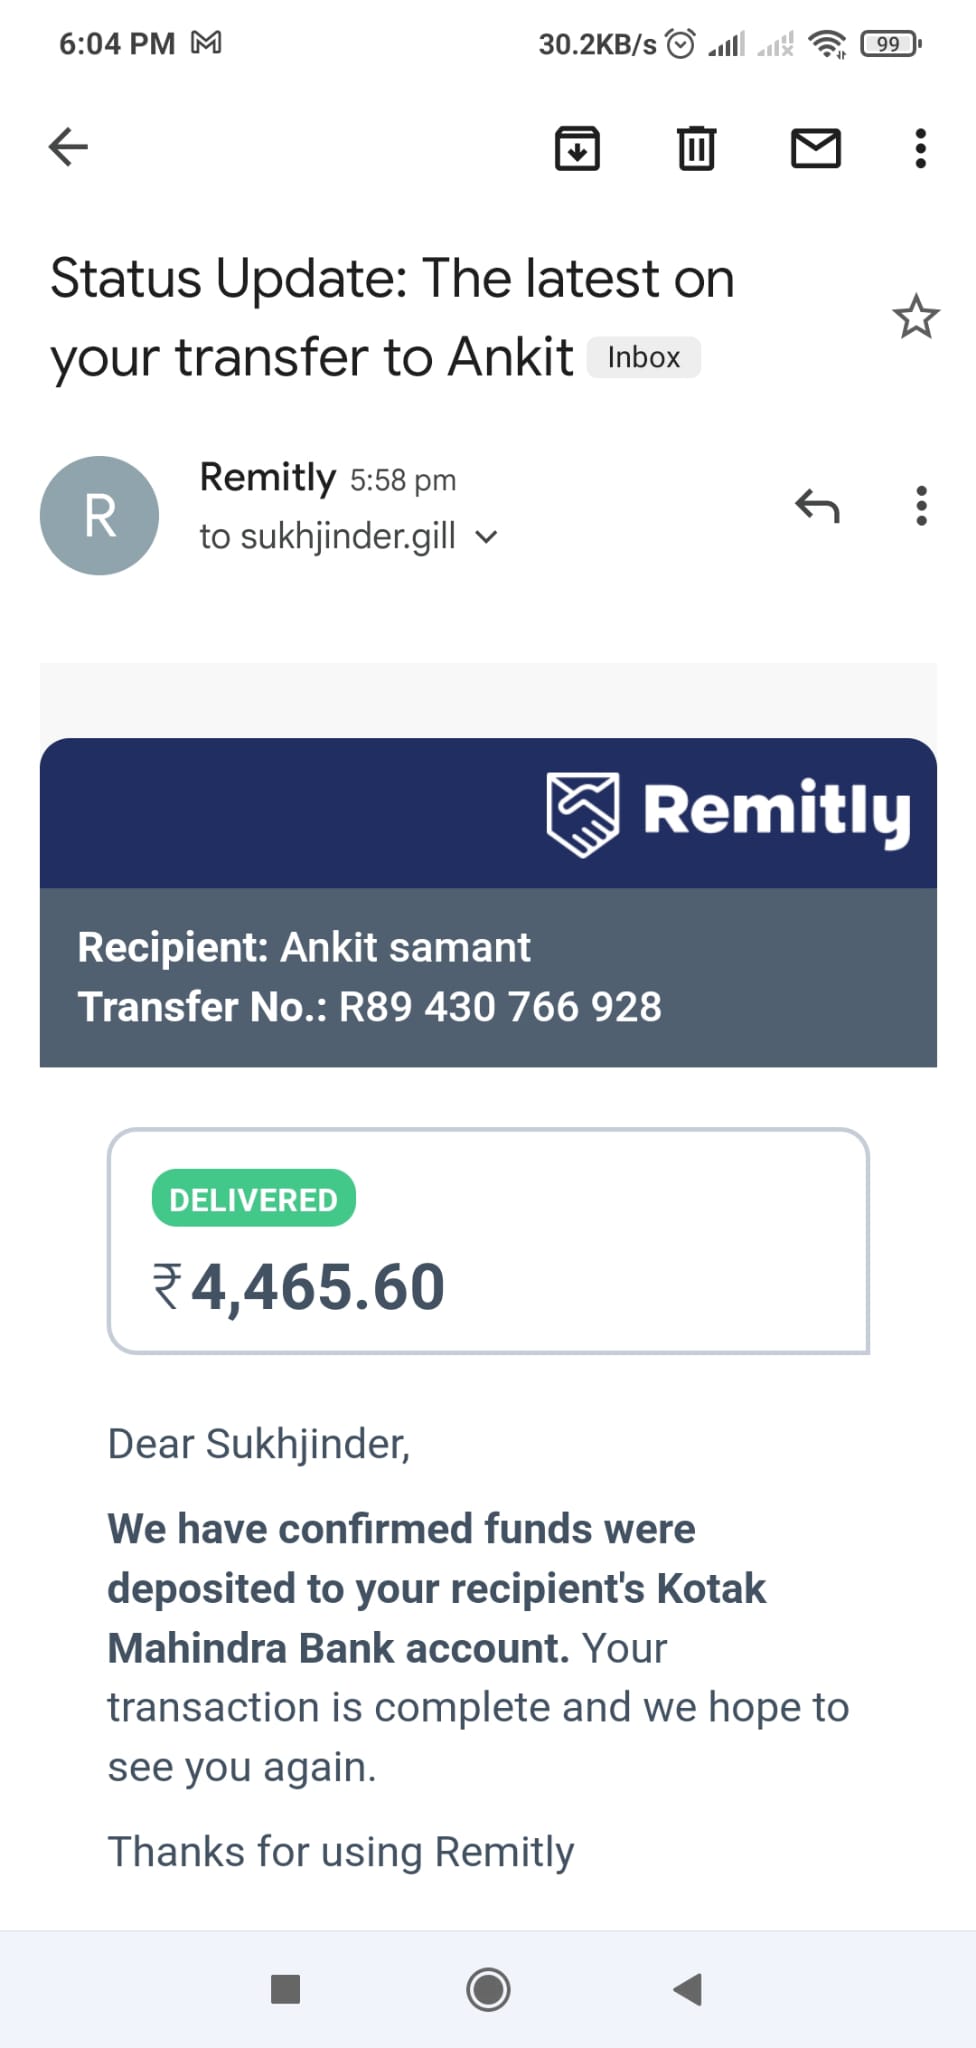 6:04 PM 30.2KB/s 99
Status Update: The latest on
your transfer to Ankit Inbox
R
Remitly 5:58 pm
to sukhjinder.gill
Remitly
Recipient: Ankit samant
Transfer No.: R89 430 766 928
DELIVERED
₹4,465.60
Dear Sukhjinder,
We have confirmed funds were
deposited to your recipient's Kotak
Mahindra Bank account. Your
transaction is complete and we hope to
see you again.
Thanks for using Remitly